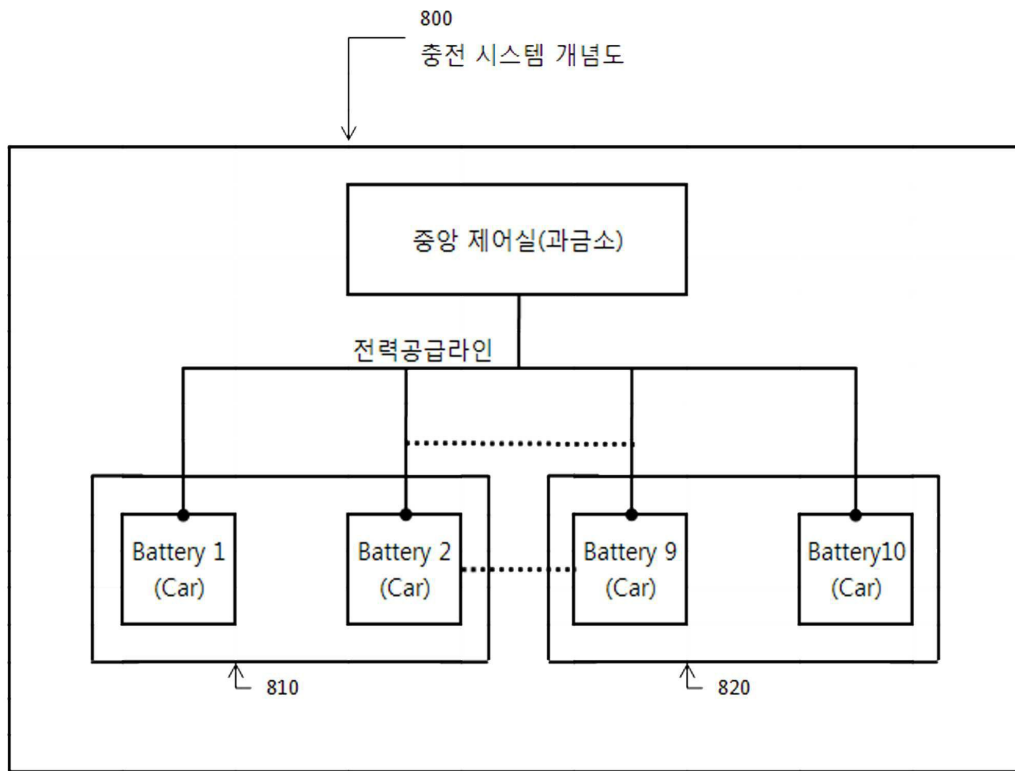 800
충전 시스템 개념도
중앙 제어실(과금소)
전력공급라인
Battery 1
(Car)
Battery 2
(Car)
Battery 9
(Car)
Battery10
(Car)
810
820